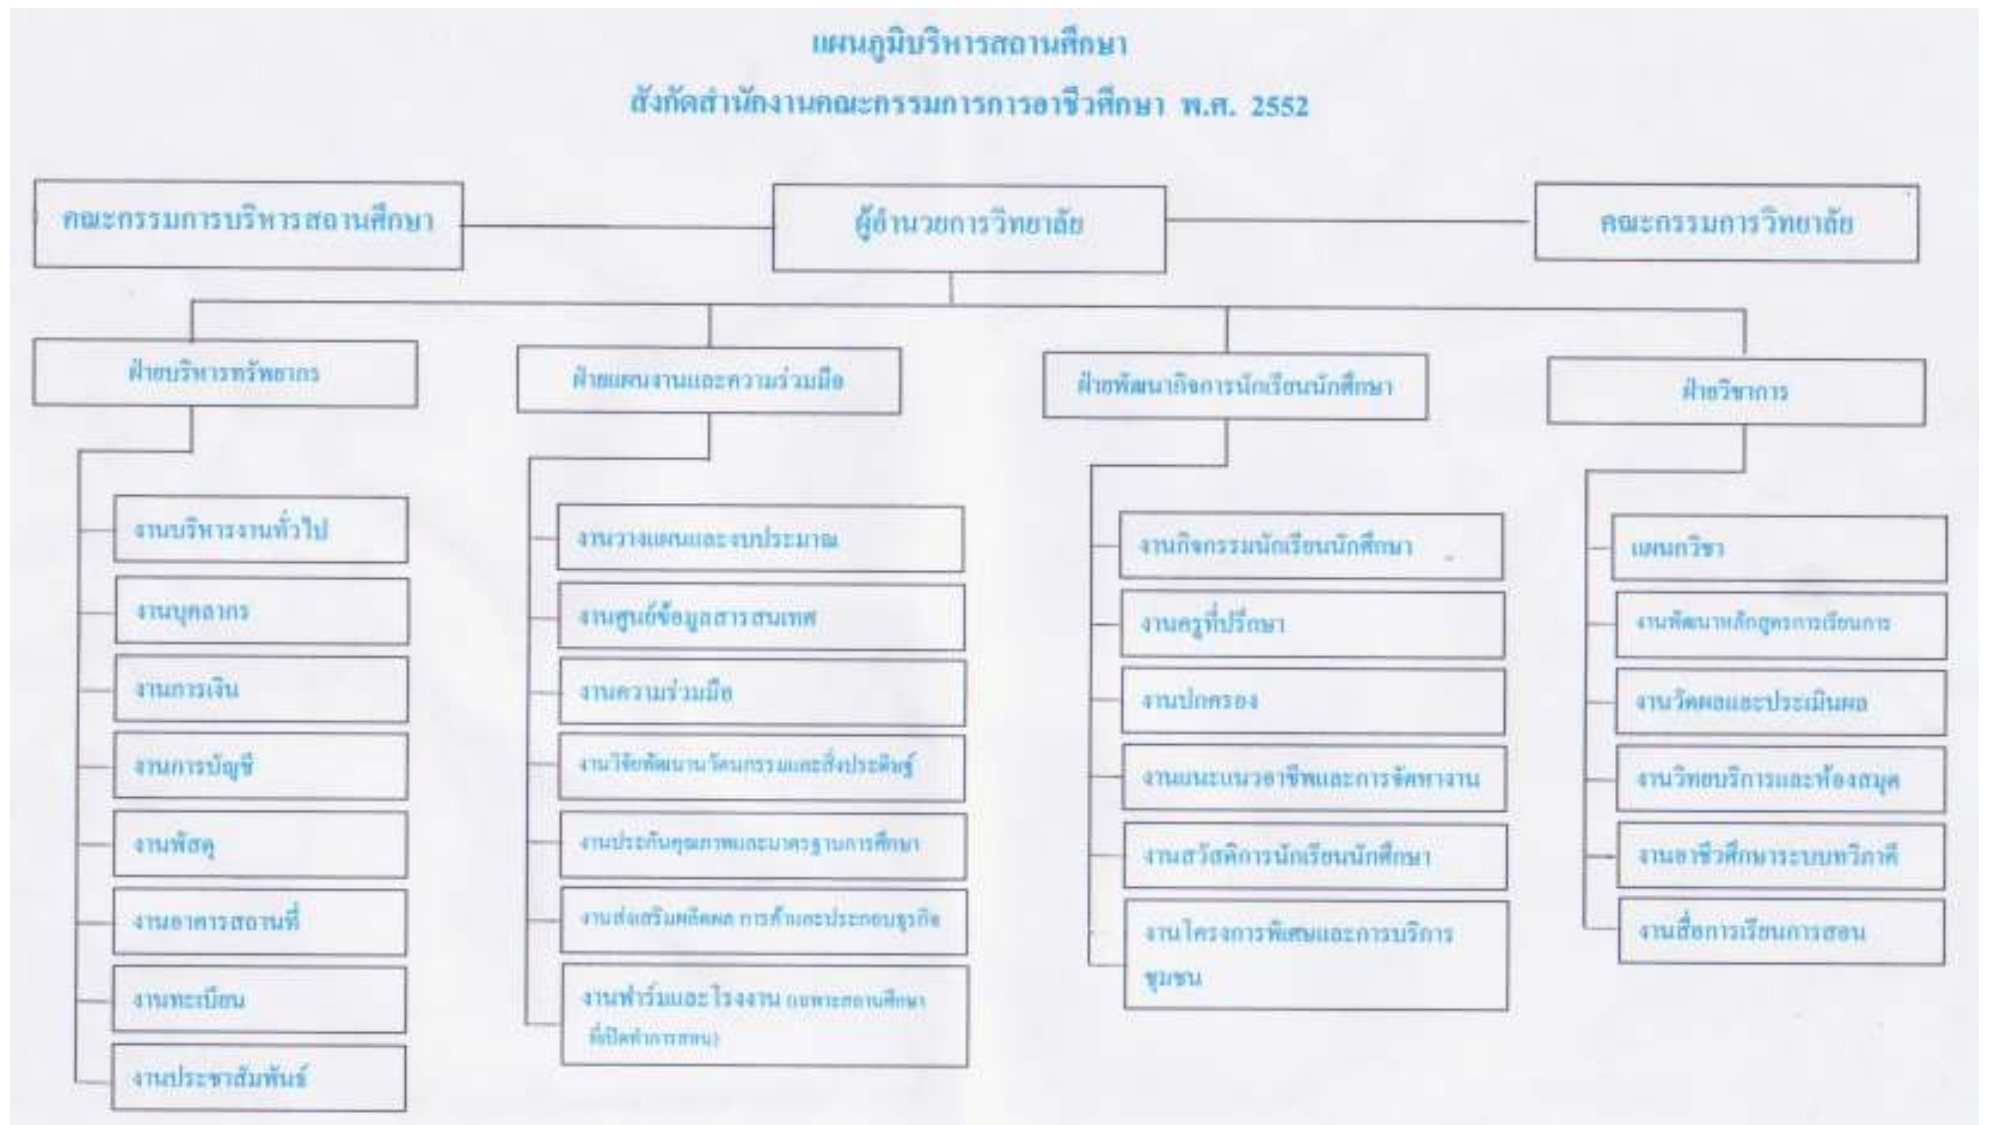 แผนภูมิบริหารสถานศึกษา
สังกัดสำนักงานคณะกรรมการการอาชีวศึกษา พ.ศ. 2552
คณะกรรมการบริหารสถานศึกษา
ผู้อำนวยการวิทยาลัย
คณะกรรมการวิทยาลัย
ฝ่ายบริหารทรัพยากร
ฝ่ายแผนงานและความร่วมมือ
ฝ่ายพัฒนากิจการนักเรียนนักศึกษา
ฝ่ายวิชาการ
งานบริหารงานทั่วไป
งานบุคลากร
งานการเงิน
งานการบัญชี
งานพัสดุ
งานอาคารสถานที่
งานทะเบียน
งานประชาสัมพันธ์
งานวางแผนและงบประมาณ
งานศูนย์ข้อมูลสารสนเทศ
งานความร่วมมือ
งานวิจัยพัฒนานวัตนกรรมและสิ่งประดิษฐ์
งานประกันคุณภาพและมาตรฐานการศึกษา
งานส่งเสริมผลิตผล การค้าและประกอบธุรกิจ
งานฟาร์มและโรงงาน (เฉพาะสถานศึกษา
ที่เปิดทำการสอน)
งานกิจกรรมนักเรียนนักศึกษา
งานครูที่ปรึกษา
งานปกครอง
งานแนะแนวอาชีพและการจัดหางาน
งานสวัสดิการนักเรียนนักศึกษา
งานโครงการพิเศษและการบริการ
ชุมชน
แผนกวิชา
งานพัฒนาหลักสูตรการเรียนการ
งานวัดผลและประเมินผล
งานวิทยบริการและห้องสมุด
งานอาชีวศึกษาระบบทวิภาคี
งานสื่อการเรียนการสอน